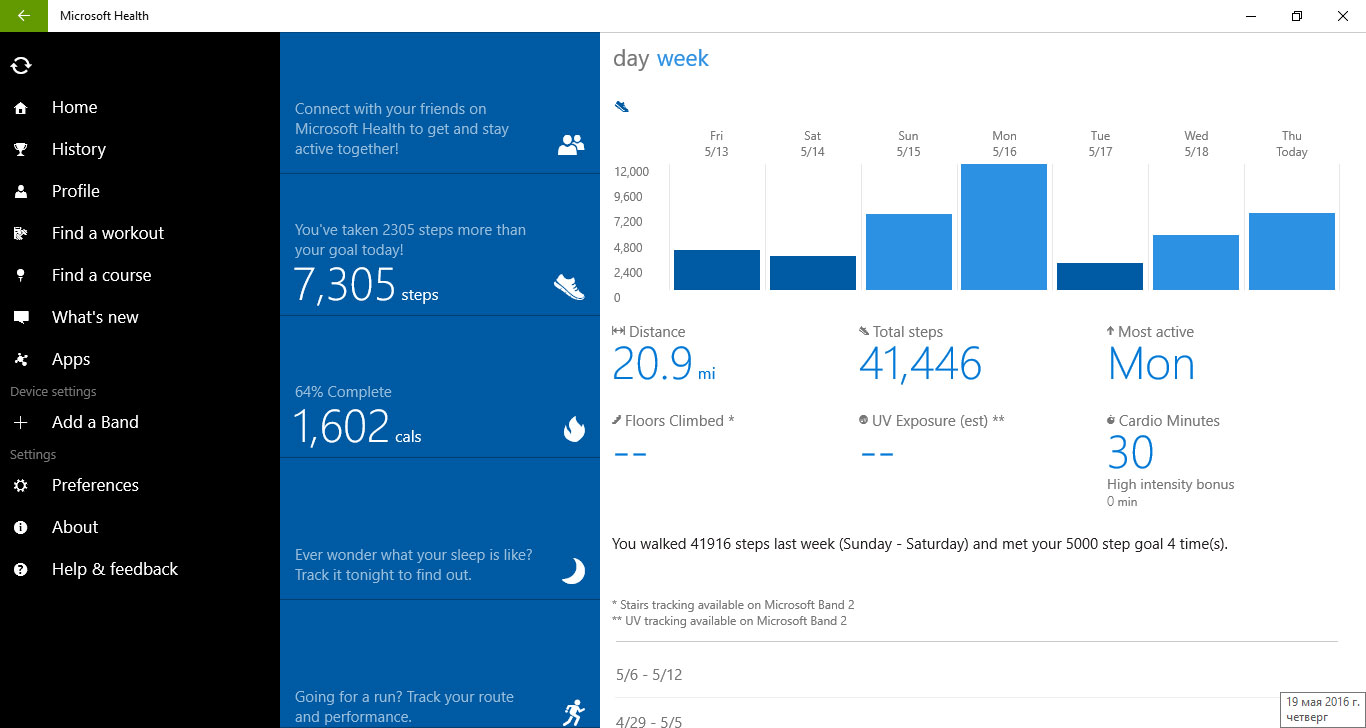 Microsoft Health
Home
History
Profile
Find a workout
Find a course
What's new
Apps
Device settings
Add a Band
Settings
Preferences
About
Help & feedback
Connect with your friends on
Microsoft Health to get and stay
active together!
You've taken 2305 steps more than
your goal today!
7,305 steps
64% Complete
1,602 cals
Ever wonder what your sleep is like?
Track it tonight to find out.
Going for a run? Track your route
and performance.
day week
Fri Sat Sun Mon Tue Wed Thu
5/13 5/14 5/15 5/16 5/17 5/18 Today
12,000
9,600
7,200
4,800
2,400
0
Distance Total steps Most active
20.9 mi 41,446 Mon
Floors Climbed * UV Exposure (est) ** Cardio Minutes
-- -- 30
High intensity bonus
0 min
You walked 41916 steps last week (Sunday - Saturday) and met your 5000 step goal 4 time(s).
* Stairs tracking available on Microsoft Band 2
** UV tracking available on Microsoft Band 2
5/6 - 5/12
4/29 - 5/5
19 мая 2016 г.
четверг